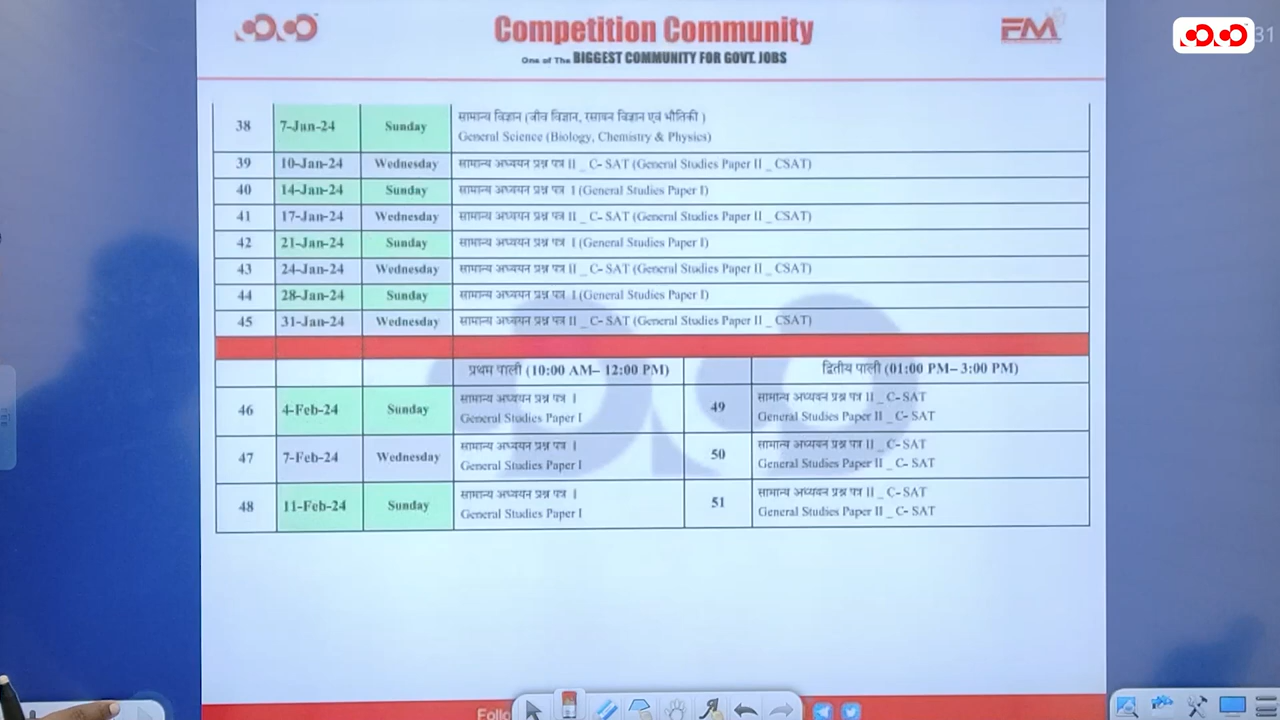 Competition Community
One of The BIGGEST COMMUNITY FOR GOVT. JOBS
FM
31
38 7-Jan-24 Sunday सामान्य विज्ञान (जीव विज्ञान, रसायन विज्ञान एवं भौतिकी )
General Science (Biology, Chemistry & Physics)
39 10-Jan-24 Wednesday सामान्य अध्ययन प्रश्न पत्र II _ C- SAT (General Studies Paper II _ CSAT)
40 14-Jan-24 Sunday सामान्य अध्ययन प्रश्न पत्र I (General Studies Paper I)
41 17-Jan-24 Wednesday सामान्य अध्ययन प्रश्न पत्र II _ C- SAT (General Studies Paper II _ CSAT)
42 21-Jan-24 Sunday सामान्य अध्ययन प्रश्न पत्र I (General Studies Paper I)
43 24-Jan-24 Wednesday सामान्य अध्ययन प्रश्न पत्र II _ C- SAT (General Studies Paper II _ CSAT)
44 28-Jan-24 Sunday सामान्य अध्ययन प्रश्न पत्र I (General Studies Paper I)
45 31-Jan-24 Wednesday सामान्य अध्ययन प्रश्न पत्र II _ C- SAT (General Studies Paper II _ CSAT)
प्रथम पाली (10:00 AM– 12:00 PM) द्वितीय पाली (01:00 PM– 3:00 PM)
46 4-Feb-24 Sunday सामान्य अध्ययन प्रश्न पत्र I 49 सामान्य अध्ययन प्रश्न पत्र II _ C- SAT
General Studies Paper I General Studies Paper II _ C- SAT
47 7-Feb-24 Wednesday सामान्य अध्ययन प्रश्न पत्र I 50 सामान्य अध्ययन प्रश्न पत्र II _ C- SAT
General Studies Paper I General Studies Paper II _ C- SAT
48 11-Feb-24 Sunday सामान्य अध्ययन प्रश्न पत्र I 51 सामान्य अध्ययन प्रश्न पत्र II _ C- SAT
General Studies Paper I General Studies Paper II _ C- SAT
Follo